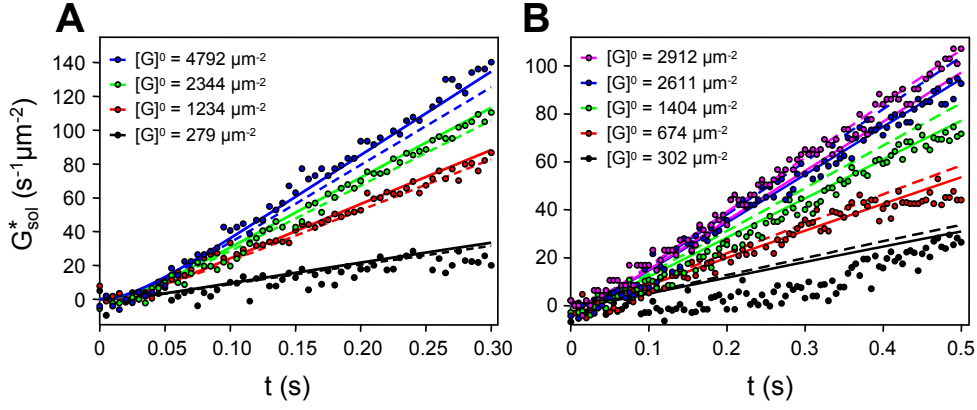 A
B
[G]⁰ = 4792 µm⁻²
[G]⁰ = 2344 µm⁻²
[G]⁰ = 1234 µm⁻²
[G]⁰ = 279 µm⁻²
[G]⁰ = 2912 µm⁻²
[G]⁰ = 2611 µm⁻²
[G]⁰ = 1404 µm⁻²
[G]⁰ = 674 µm⁻²
[G]⁰ = 302 µm⁻²
G*sol (s⁻¹µm⁻²)
140
120
100
80
60
40
20
0
100
80
60
40
20
0
0 0.05 0.10 0.15 0.20 0.25 0.30
0 0.1 0.2 0.3 0.4 0.5
t (s)
t (s)